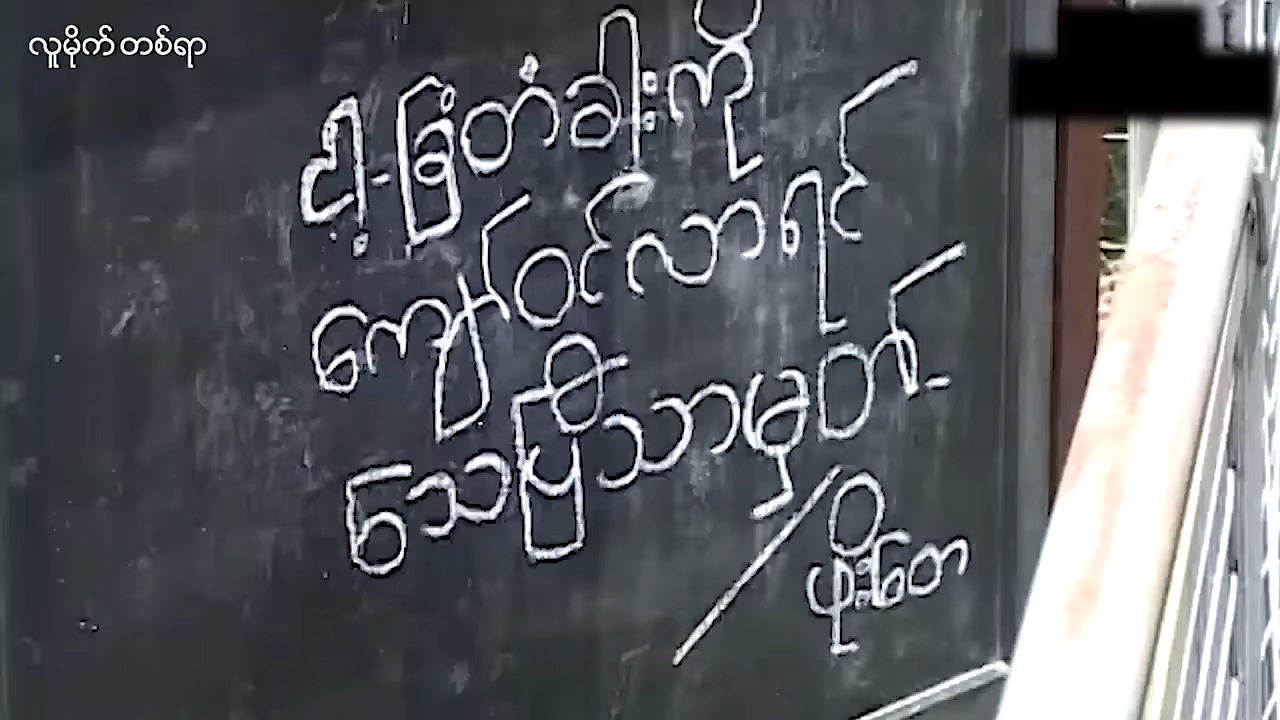 လူမိုက် တစ်ရာ
ငါ့-ခြံတံခါးကို
ကျော်ဝင်လာရင်
သေပြီသာမှတ်-
/ဖိုးတေ